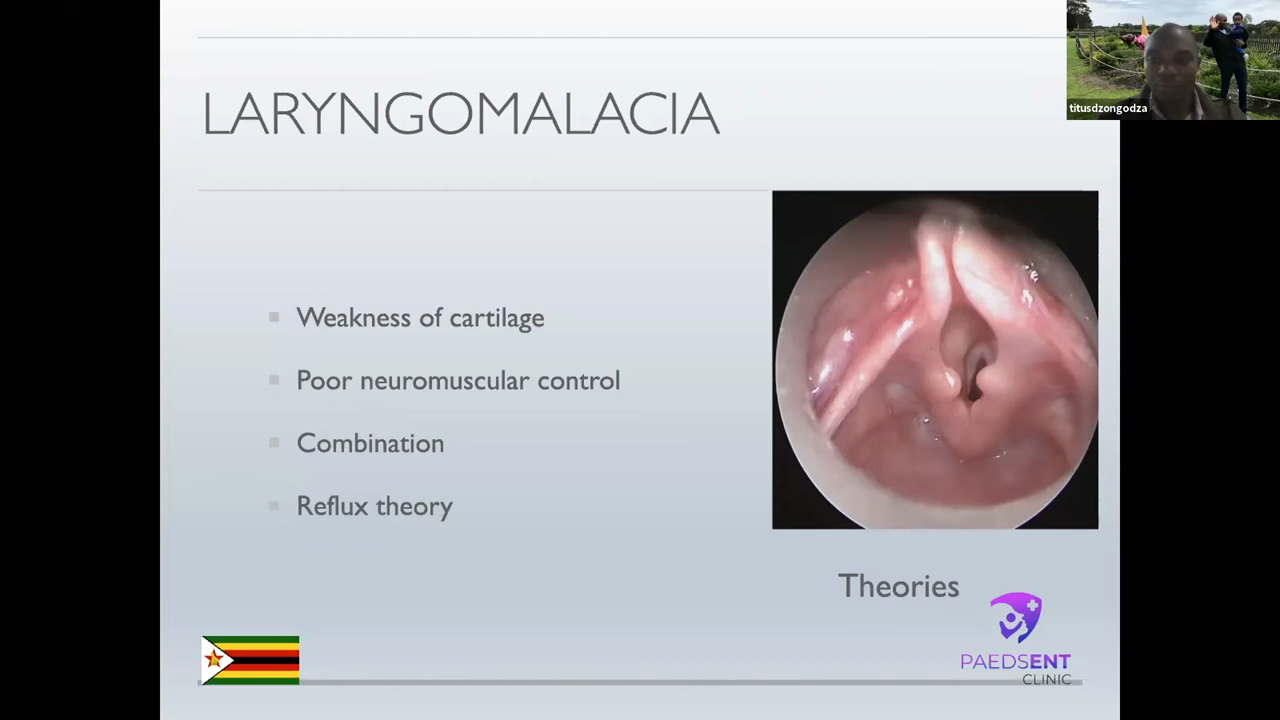 titusdzongodza
LARYNGOMALACIA
Weakness of cartilage
Poor neuromuscular control
Combination
Reflux theory
Theories
PAEDSENT
CLINIC